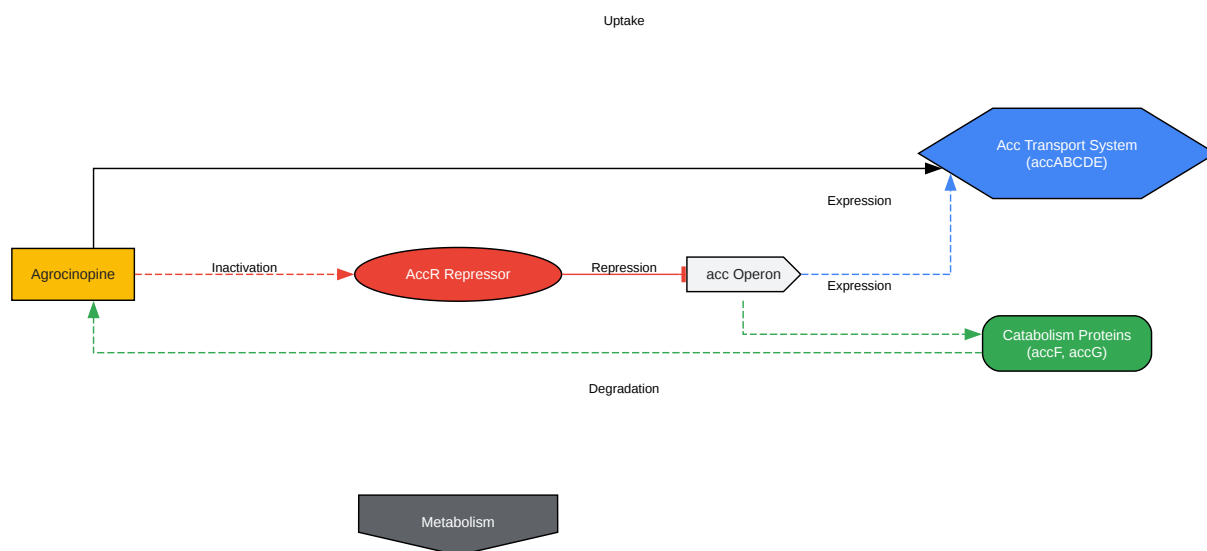 Uptake
Acc Transport System
(accABCDE)
Expression
Agrocinopine
Inactivation
AccR Repressor
Repression
acc Operon
Expression
Catabolism Proteins
(accF, accG)
Degradation
Metabolism